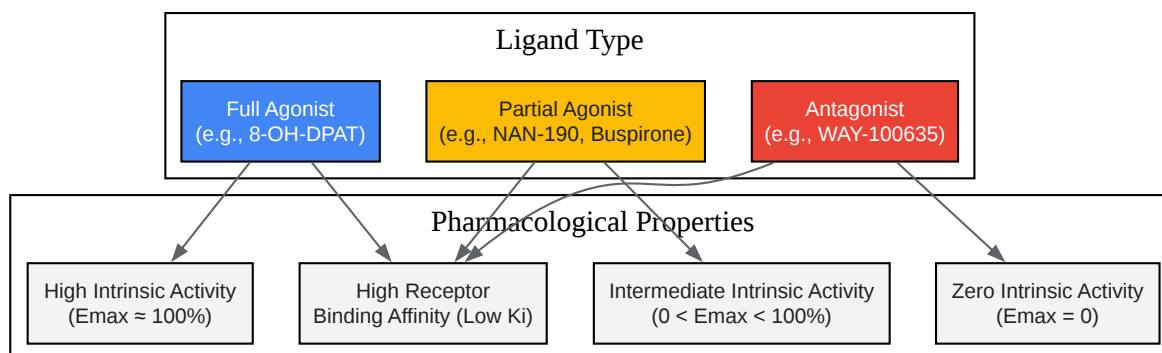 Ligand Type
Full Agonist
(e.g., 8-OH-DPAT)
Partial Agonist
(e.g., NAN-190, Buspirone)
Antagonist
(e.g., WAY-100635)
Pharmacological Properties
High Intrinsic Activity
(Emax ≈ 100%)
High Receptor
Binding Affinity (Low Ki)
Intermediate Intrinsic Activity
(0 < Emax < 100%)
Zero Intrinsic Activity
(Emax = 0)